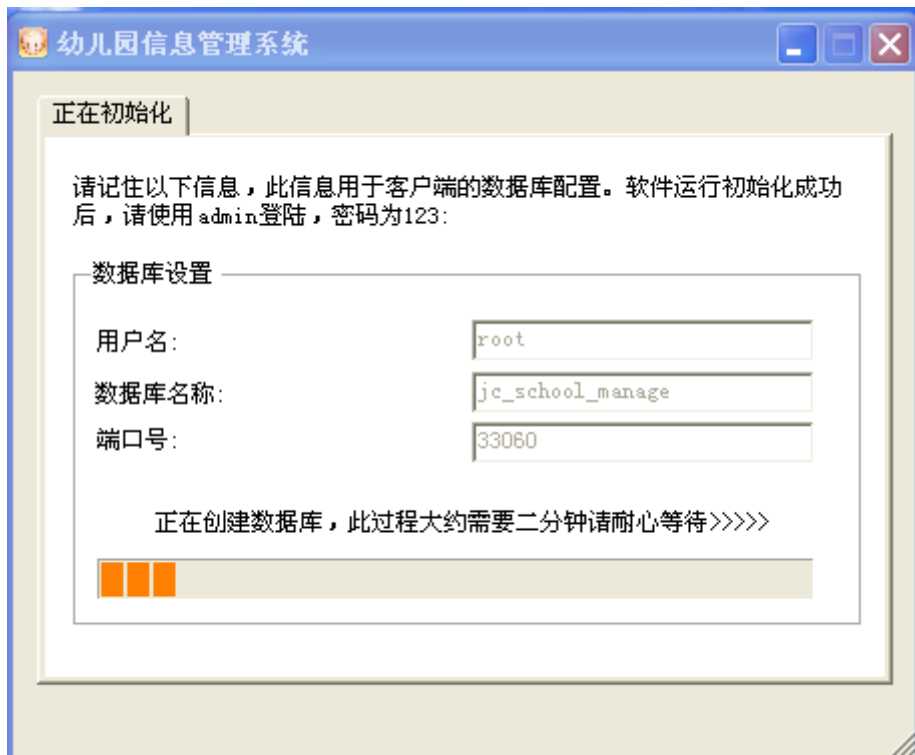 幼儿园信息管理系统
正在初始化
请记住以下信息，此信息用于客户端的数据库配置。软件运行初始化成功
后，请使用admin登陆，密码为123:
数据库设置
用户名: root
数据库名称: jc_school_manage
端口号: 33060
正在创建数据库，此过程大约需要二分钟请耐心等待>>>>>